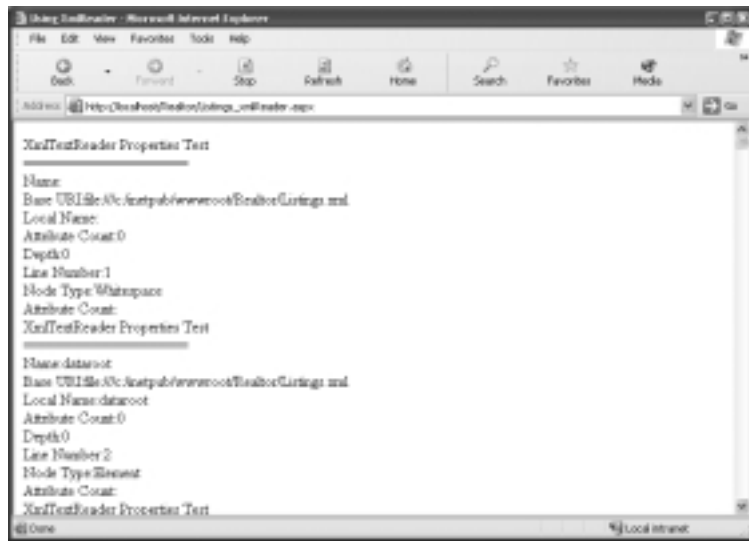 Using XmlReader - Microsoft Internet Explorer
File Edit View Favorites Tools Help
Back Forward Stop Refresh Home Search Favorites Media
Address http://localhost/Realtor/Listings_xmlReader.aspx Go
XmlTextReader Properties Test
Name:
Base URI:file:///c:/inetpub/wwwroot/Realtor/Listings.xml
Local Name:
Attribute Count:0
Depth:0
Line Number:1
Node Type:Whitespace
Attribute Count:
XmlTextReader Properties Test
Name:dataroot
Base URI:file:///c:/inetpub/wwwroot/Realtor/Listings.xml
Local Name:dataroot
Attribute Count:0
Depth:0
Line Number:2
Node Type:Element
Attribute Count:
XmlTextReader Properties Test
Done Local intranet